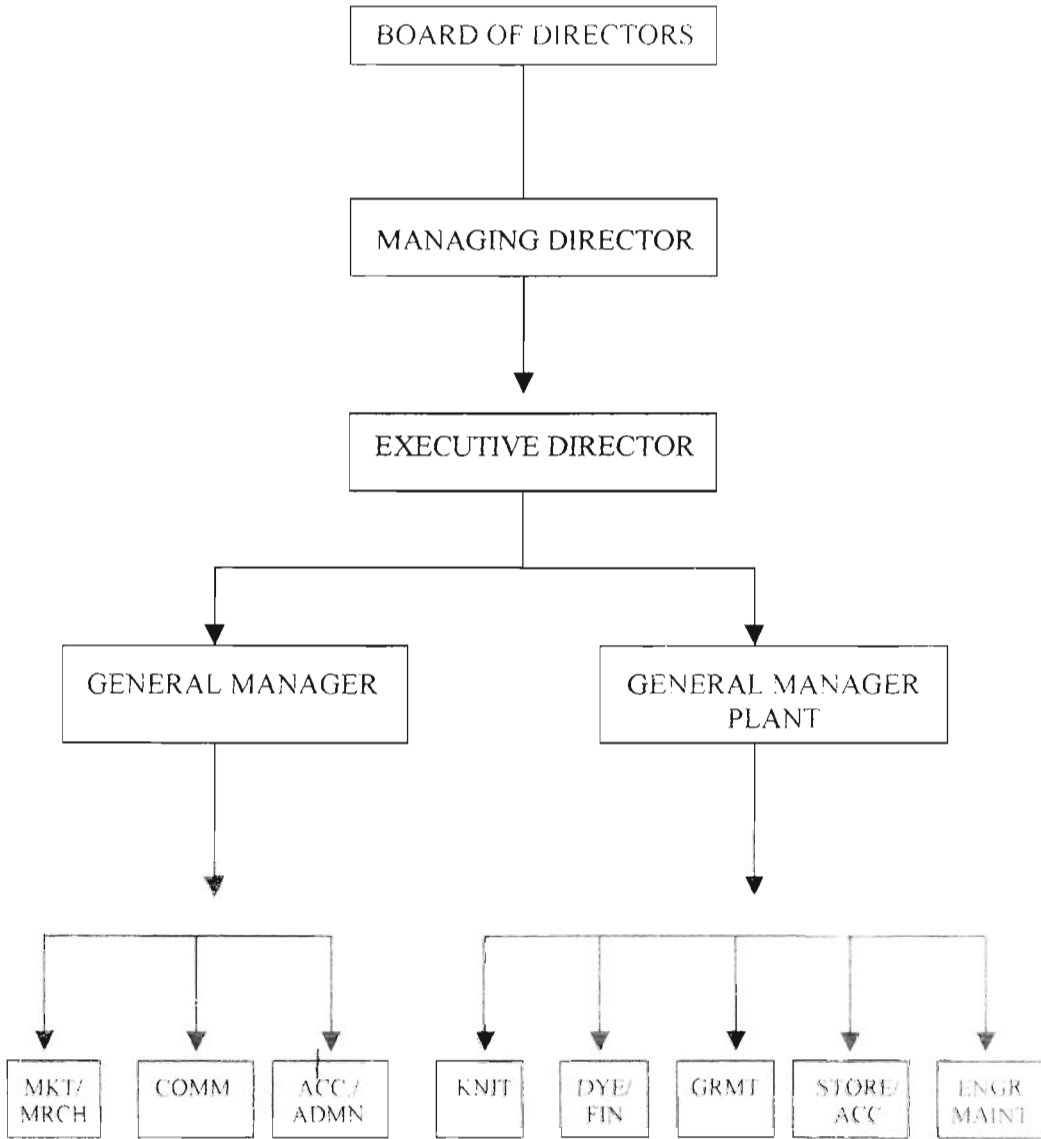 BOARD OF DIRECTORS
MANAGING DIRECTOR
EXECUTIVE DIRECTOR
GENERAL MANAGER
GENERAL MANAGER
PLANT
MKT/
MRCH
COMM
ACC./
ADMN
KNIT
DYE/
FIN
GRMT
STORE/
ACC
ENGR
MAINT